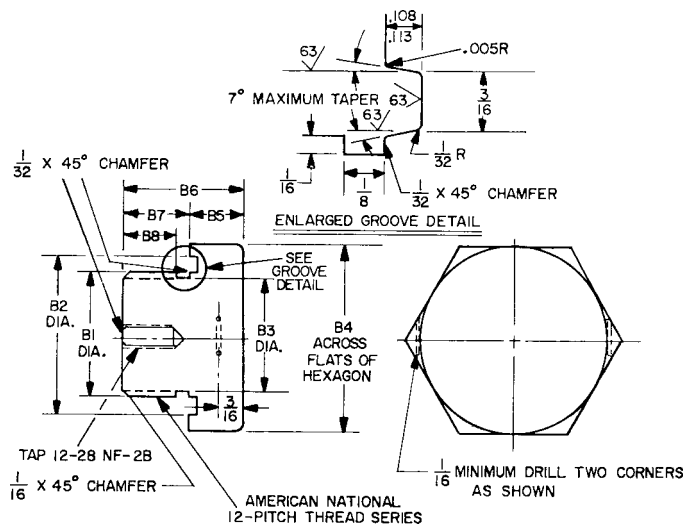 .108
.113
.005R
63
7° MAXIMUM TAPER
63
63
3/16
1/32 R
1/16
1/8
1/32 X 45° CHAMFER
ENLARGED GROOVE DETAIL
1/32 X 45° CHAMFER
B6
B7
B5
B8
SEE
GROOVE
DETAIL
B2
DIA.
B1
DIA.
B3
DIA.
B4
ACROSS
FLATS OF
HEXAGON
3/16
TAP 12-28 NF-2B
1/16 X 45° CHAMFER
AMERICAN NATIONAL
12-PITCH THREAD SERIES
1/16 MINIMUM DRILL TWO CORNERS
AS SHOWN